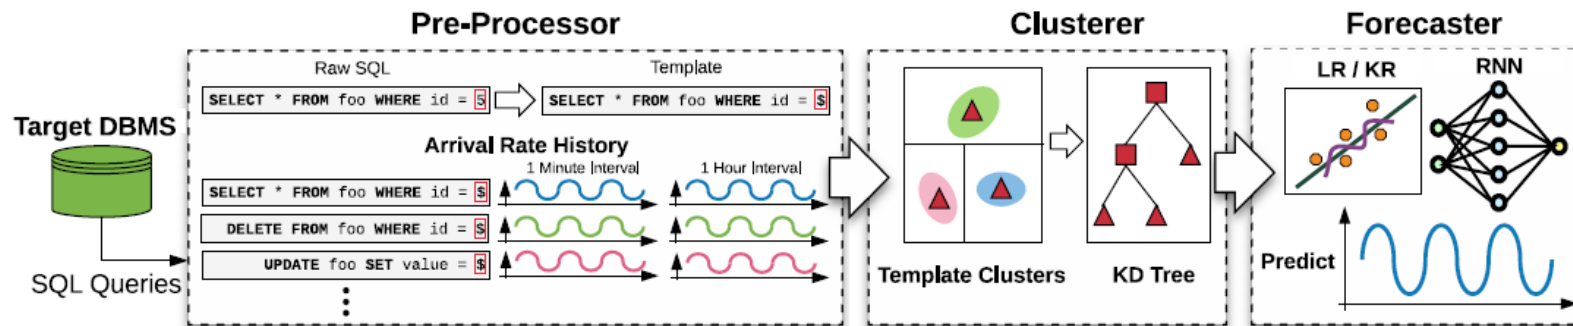 Pre-Processor
Clusterer
Forecaster
Target DBMS
SQL Queries
Raw SQL
Template
SELECT * FROM foo WHERE id = 5
SELECT * FROM foo WHERE id = $
Arrival Rate History
1 Minute Interval
1 Hour Interval
SELECT * FROM foo WHERE id = $
DELETE FROM foo WHERE id = $
UPDATE foo SET value = $
Template Clusters
KD Tree
LR / KR
RNN
Predict